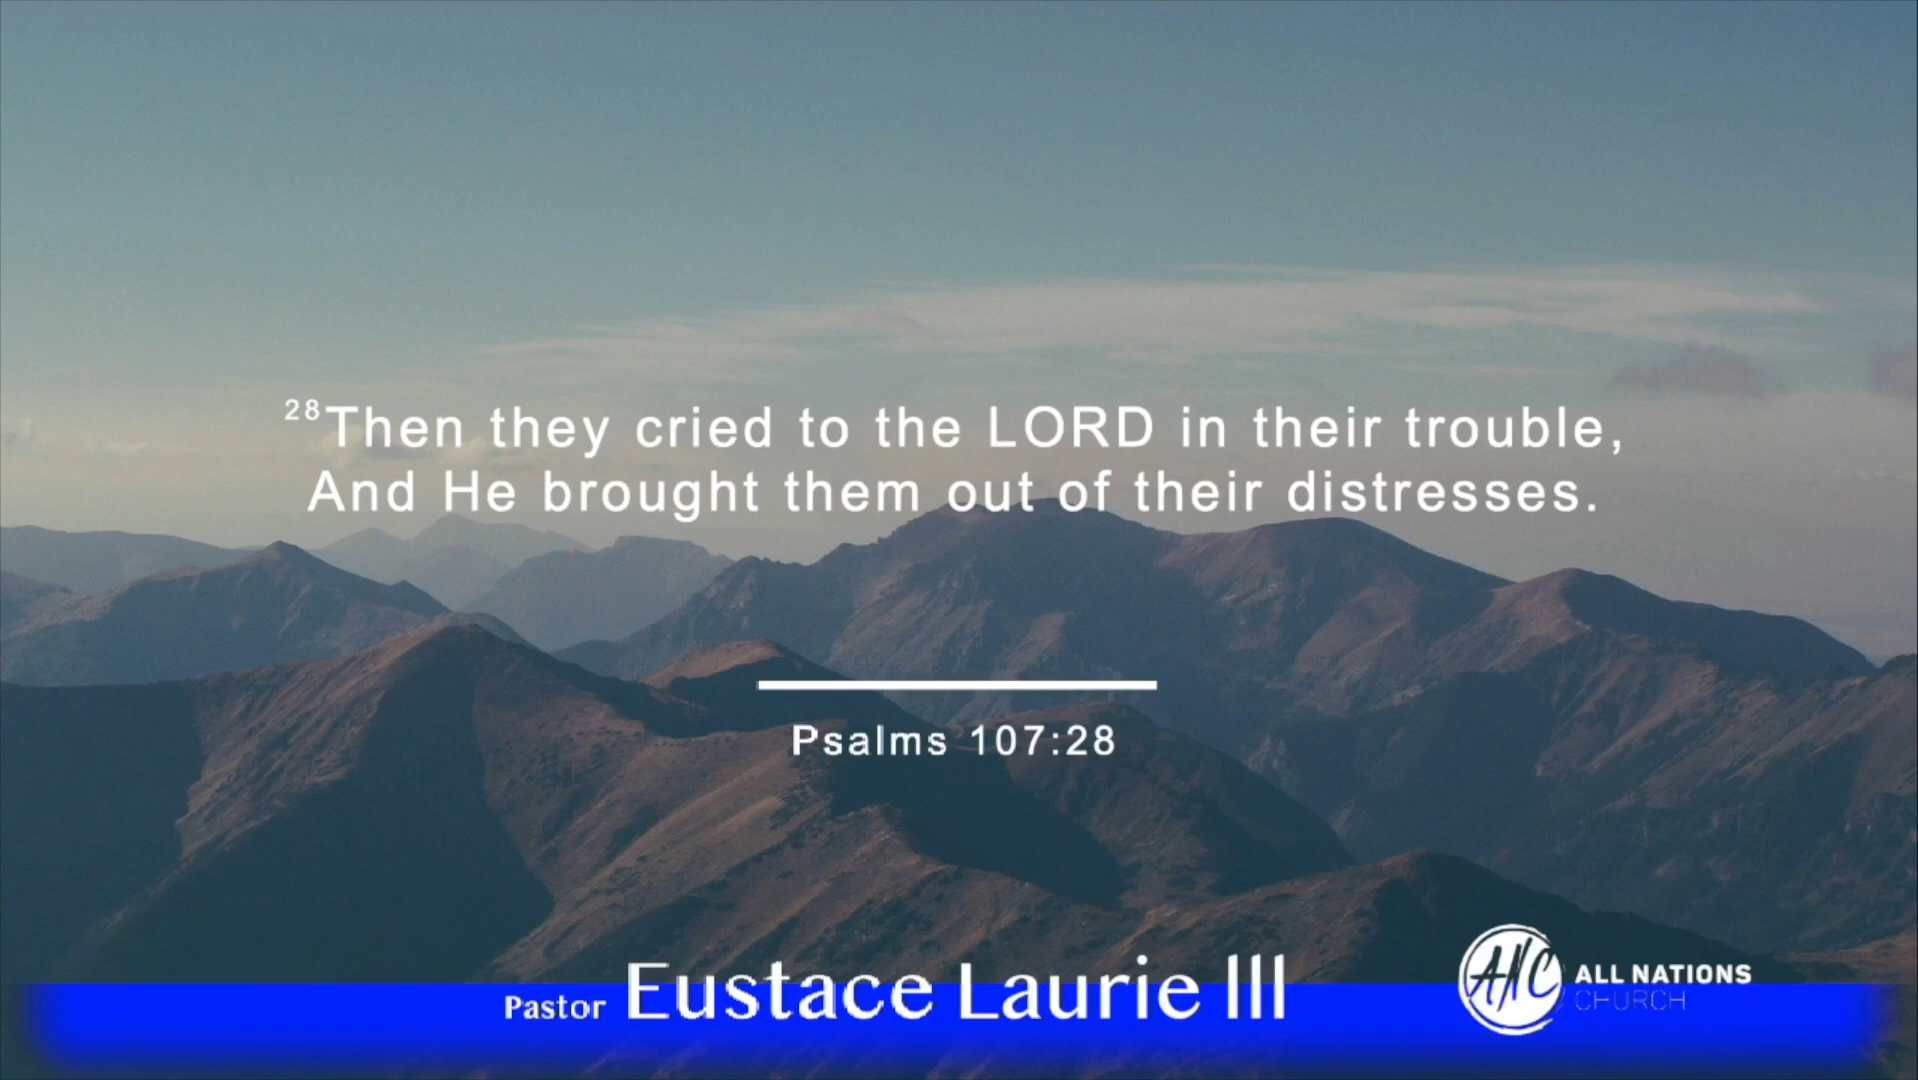 28Then they cried to the LORD in their trouble,
And He brought them out of their distresses.
Psalms 107:28
Pastor Eustace Laurie lll
ANC ALL NATIONS
CHURCH